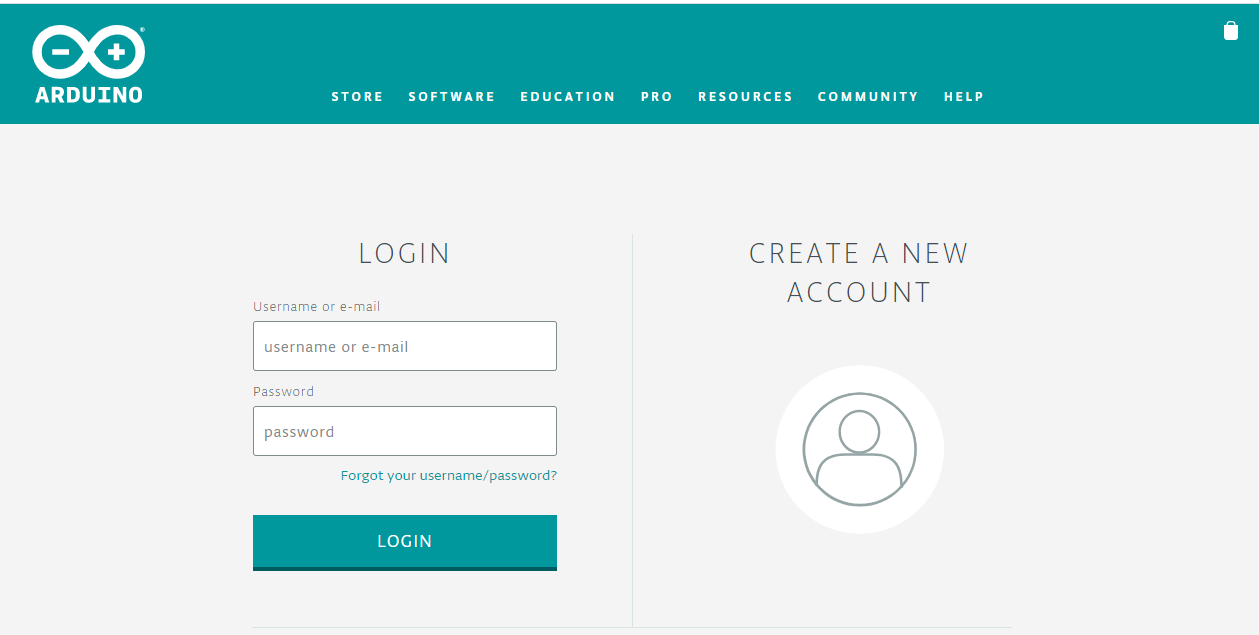 ARDUINO
STORE SOFTWARE EDUCATION PRO RESOURCES COMMUNITY HELP
LOGIN
Username or e-mail
username or e-mail
Password
password
Forgot your username/password?
LOGIN
CREATE A NEW
ACCOUNT